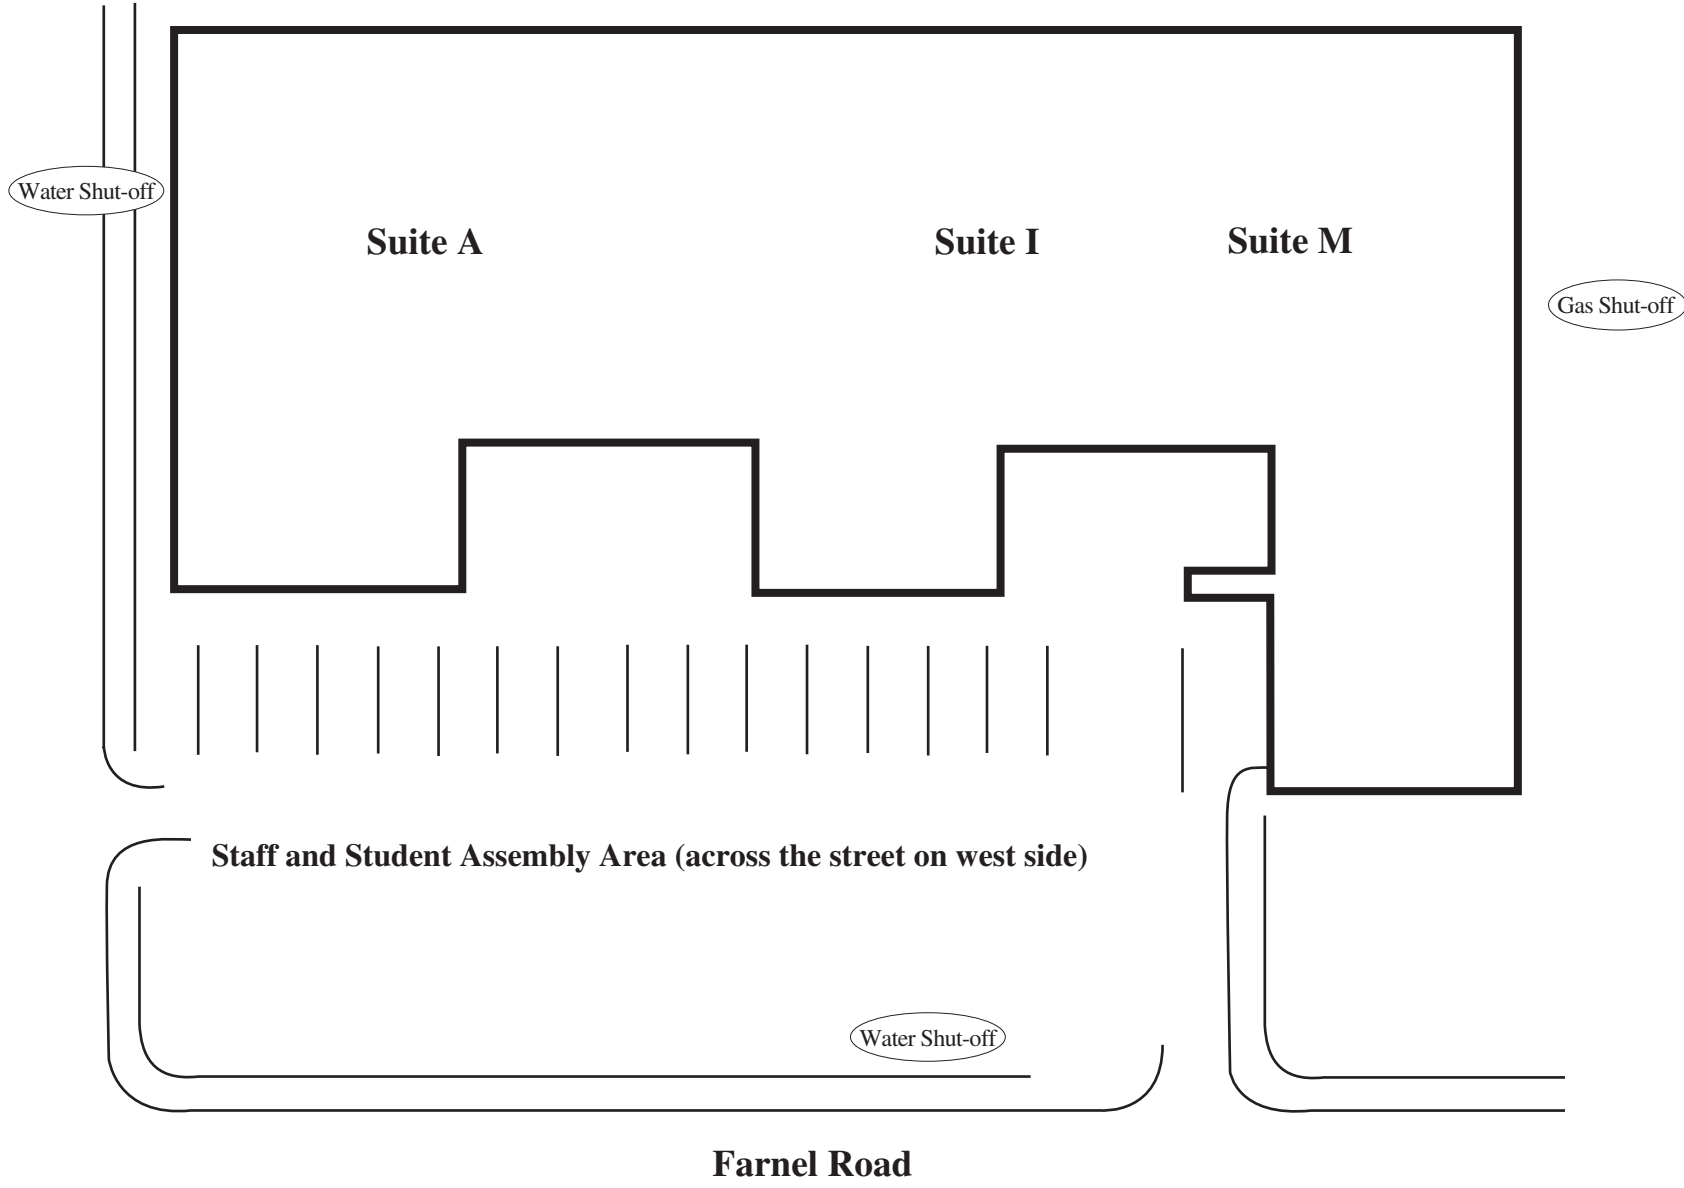 Water Shut-off
Suite A
Suite I
Suite M
Gas Shut-off
Staff and Student Assembly Area (across the street on west side)
Water Shut-off
Farnel Road